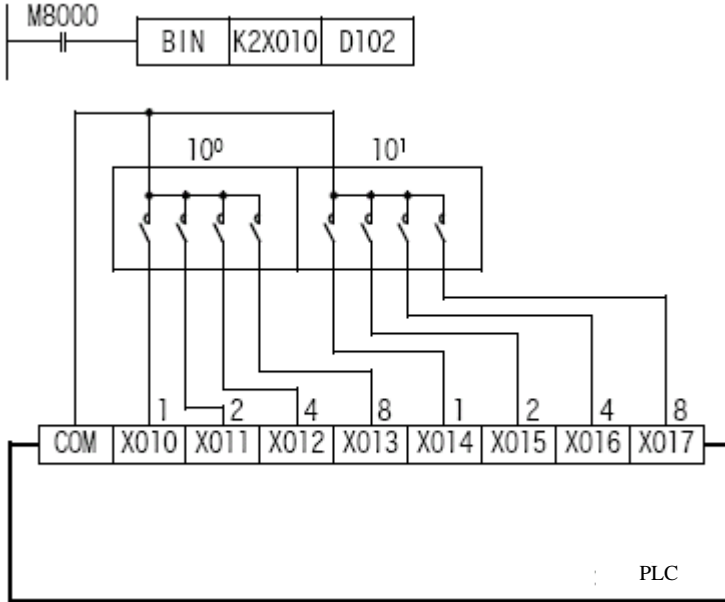 M8000
BIN K2X010 D102
10⁰ 10¹
1 2 4 8 1 2 4 8
COM X010 X011 X012 X013 X014 X015 X016 X017
PLC